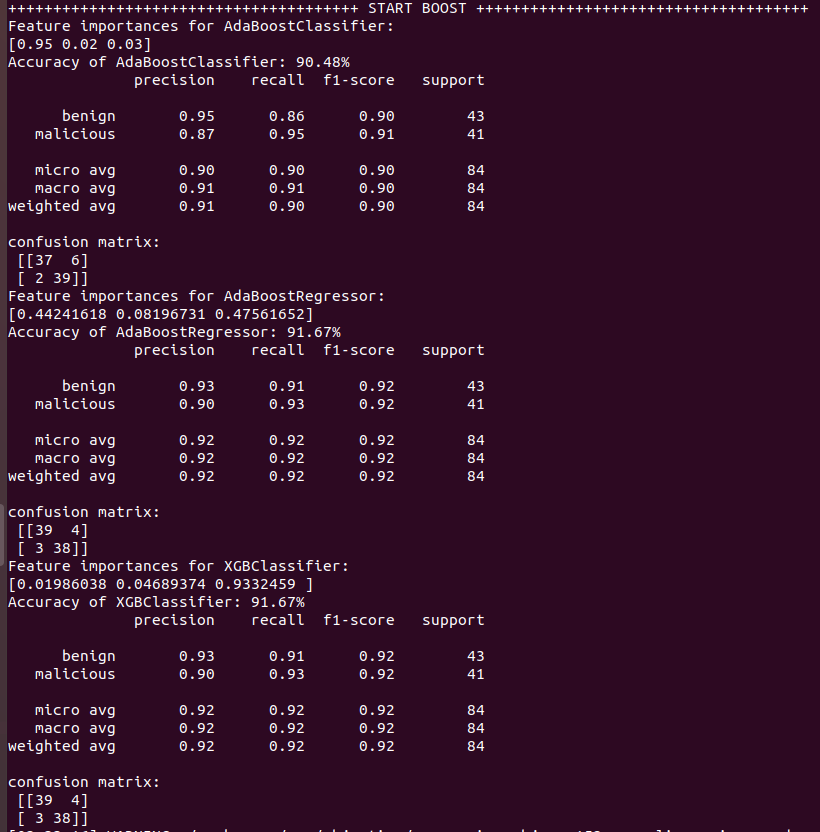 +++++++++++++++++++++++++++++++++++++++ START BOOST +++++++++++++++++++++++++++++++++++++
Feature importances for AdaBoostClassifier:
[0.95 0.02 0.03]
Accuracy of AdaBoostClassifier: 90.48%
              precision    recall  f1-score   support

      benign       0.95      0.86      0.90        43
   malicious       0.87      0.95      0.91        41

   micro avg       0.90      0.90      0.90        84
   macro avg       0.91      0.91      0.90        84
weighted avg       0.91      0.90      0.90        84

confusion matrix:
 [[37  6]
 [ 2 39]]
Feature importances for AdaBoostRegressor:
[0.44241618 0.08196731 0.47561652]
Accuracy of AdaBoostRegressor: 91.67%
              precision    recall  f1-score   support

      benign       0.93      0.91      0.92        43
   malicious       0.90      0.93      0.92        41

   micro avg       0.92      0.92      0.92        84
   macro avg       0.92      0.92      0.92        84
weighted avg       0.92      0.92      0.92        84

confusion matrix:
 [[39  4]
 [ 3 38]]
Feature importances for XGBClassifier:
[0.01986038 0.04689374 0.9332459 ]
Accuracy of XGBClassifier: 91.67%
              precision    recall  f1-score   support

      benign       0.93      0.91      0.92        43
   malicious       0.90      0.93      0.92        41

   micro avg       0.92      0.92      0.92        84
   macro avg       0.92      0.92      0.92        84
weighted avg       0.92      0.92      0.92        84

confusion matrix:
 [[39  4]
 [ 3 38]]